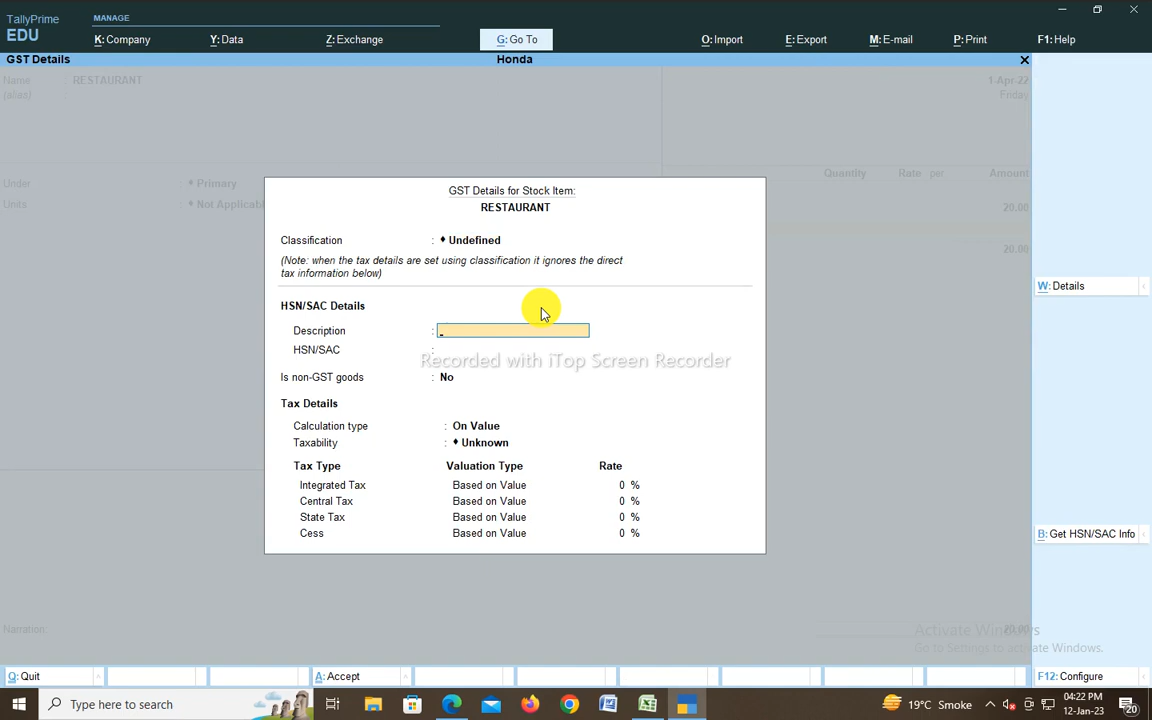 TallyPrime
EDU
MANAGE
K: Company Y: Data Z: Exchange G: Go To O: Import E: Export M: E-mail P: Print F1: Help
GST Details Honda
Name RESTAURANT 1-Apr-22
(alias) Friday
Quantity Rate per Amount
Under ♦ Primary
Units : ♦ Not Applicabl
20.00
20.00
GST Details for Stock Item:
RESTAURANT
Classification : ♦ Undefined
(Note: when the tax details are set using classification it ignores the direct
tax information below)
HSN/SAC Details
Description :
HSN/SAC :
Is non-GST goods : No
Tax Details
Calculation type : On Value
Taxability : ♦ Unknown
Tax Type Valuation Type Rate
Integrated Tax Based on Value 0 %
Central Tax Based on Value 0 %
State Tax Based on Value 0 %
Cess Based on Value 0 %
Recorded with iTop Screen Recorder
W: Details
B: Get HSN/SAC Info
Narration: 20.00
Activate Windows
Go to Settings to activate Windows.
Q: Quit A: Accept F12: Configure
Type here to search 19°C Smoke 04:22 PM
12-Jan-23 20